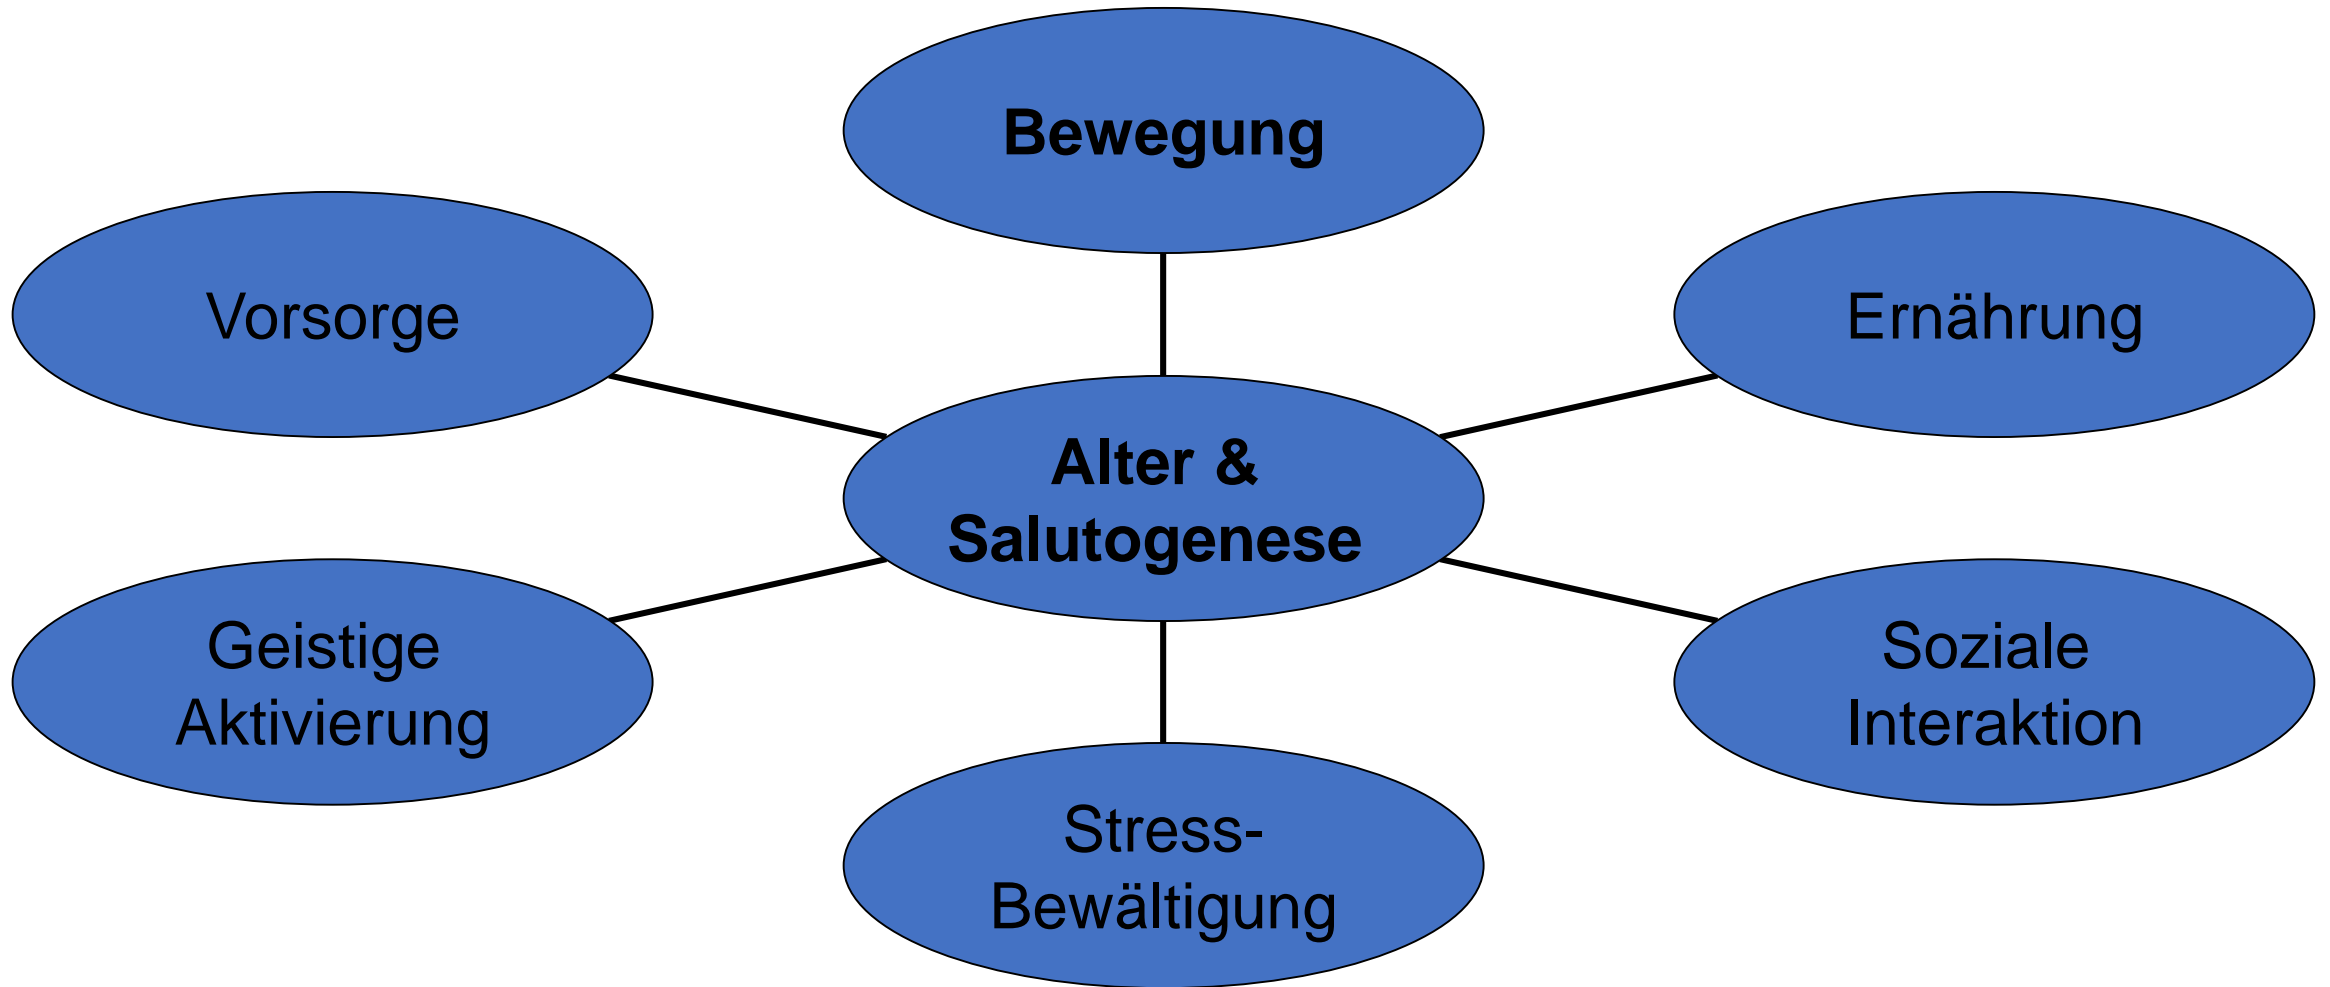 Bewegung
Vorsorge
Ernährung
Alter &
Salutogenese
Geistige
Aktivierung
Soziale
Interaktion
Stress-
Bewältigung